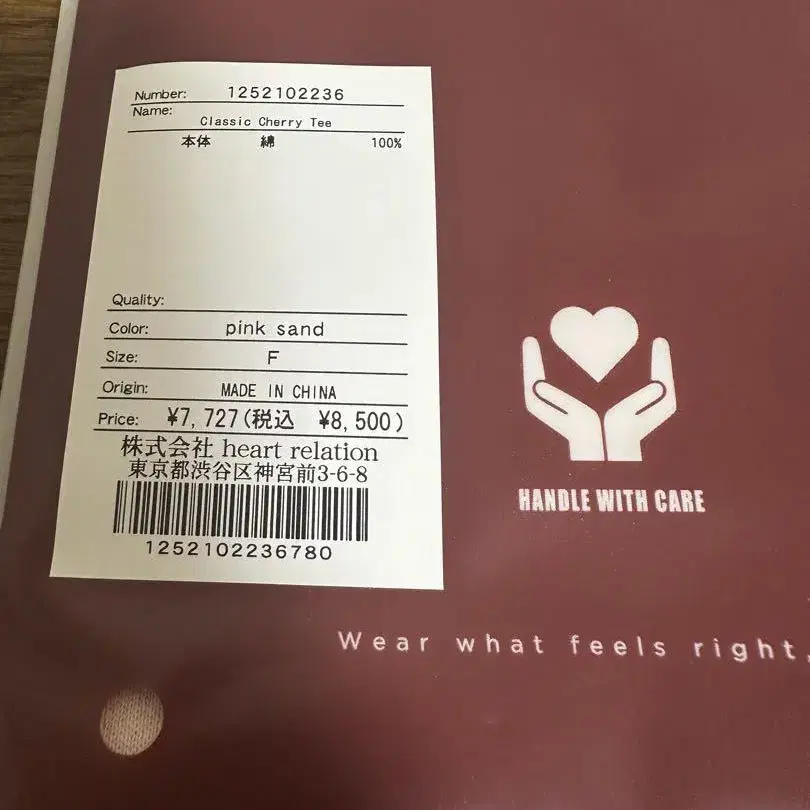 Number: 1252102236
Name:
Classic Cherry Tee
本体 綿 100%
Quality:
Color: pink sand
Size: F
Origin: MADE IN CHINA
Price: ¥7,727(税込 ¥8,500)
株式会社 heart relation
東京都渋谷区神宮前3-6-8
1252102236780
HANDLE WITH CARE
Wear what feels right,